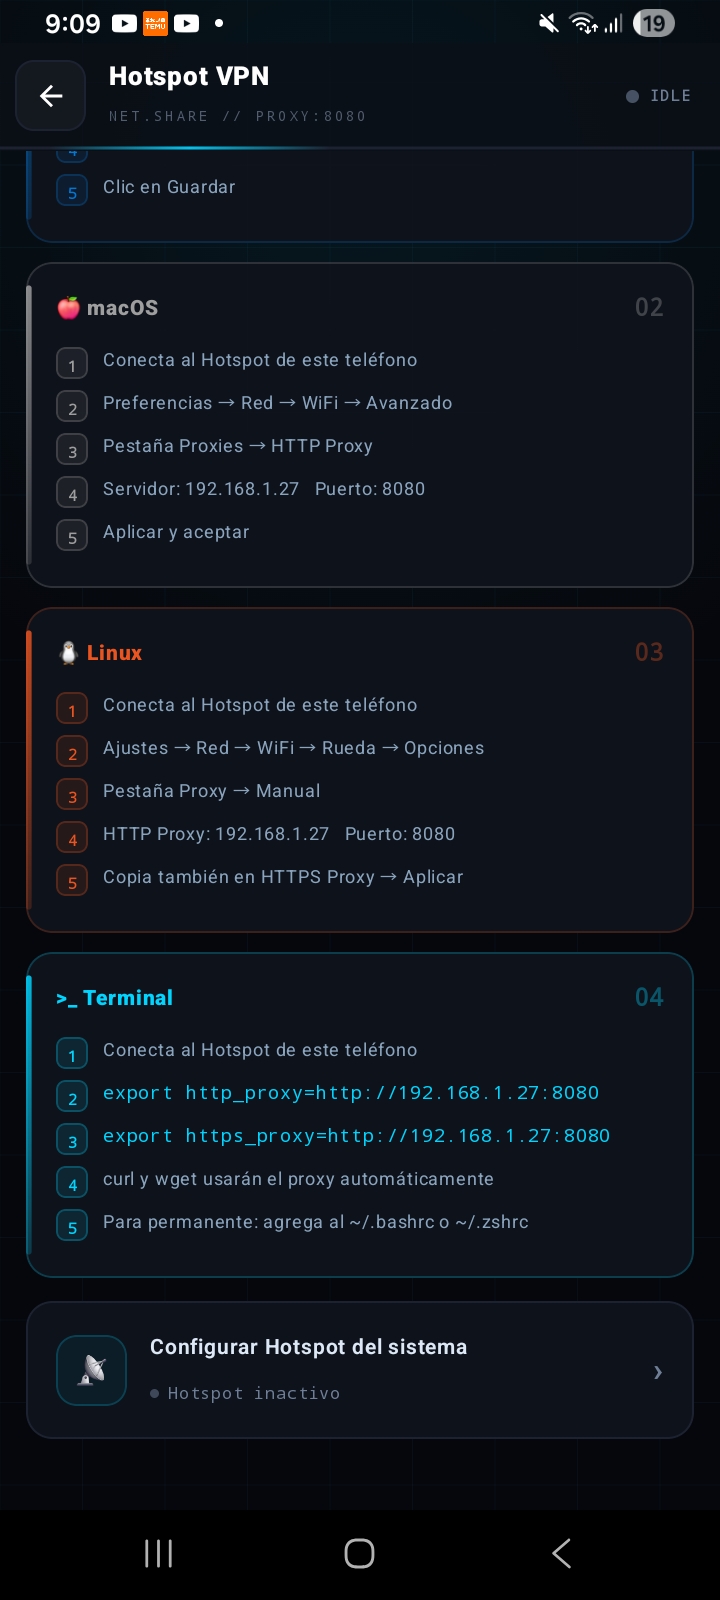 9:09
TEMU
19
Hotspot VPN
NET.SHARE // PROXY:8080
IDLE
4
5 Clic en Guardar
macOS 02
1 Conecta al Hotspot de este teléfono
2 Preferencias → Red → WiFi → Avanzado
3 Pestaña Proxies → HTTP Proxy
4 Servidor: 192.168.1.27 Puerto: 8080
5 Aplicar y aceptar
Linux 03
1 Conecta al Hotspot de este teléfono
2 Ajustes → Red → WiFi → Rueda → Opciones
3 Pestaña Proxy → Manual
4 HTTP Proxy: 192.168.1.27 Puerto: 8080
5 Copia también en HTTPS Proxy → Aplicar
>_ Terminal 04
1 Conecta al Hotspot de este teléfono
2 export http_proxy=http://192.168.1.27:8080
3 export https_proxy=http://192.168.1.27:8080
4 curl y wget usarán el proxy automáticamente
5 Para permanente: agrega al ~/.bashrc o ~/.zshrc
Configurar Hotspot del sistema
Hotspot inactivo